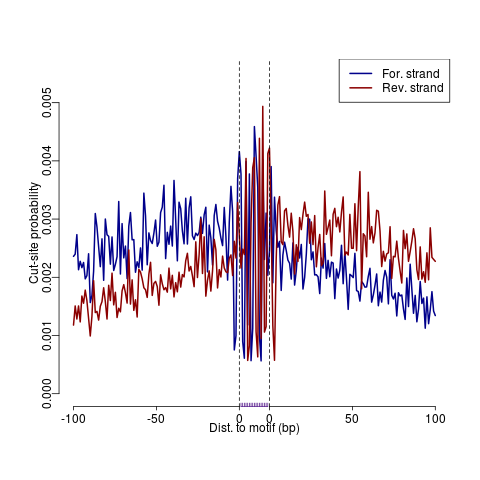 For. strand
Rev. strand
Cut-site probability
0.005
0.004
0.003
0.002
0.001
0.000
-100 -50 0 0 50 100
Dist. to motif (bp)